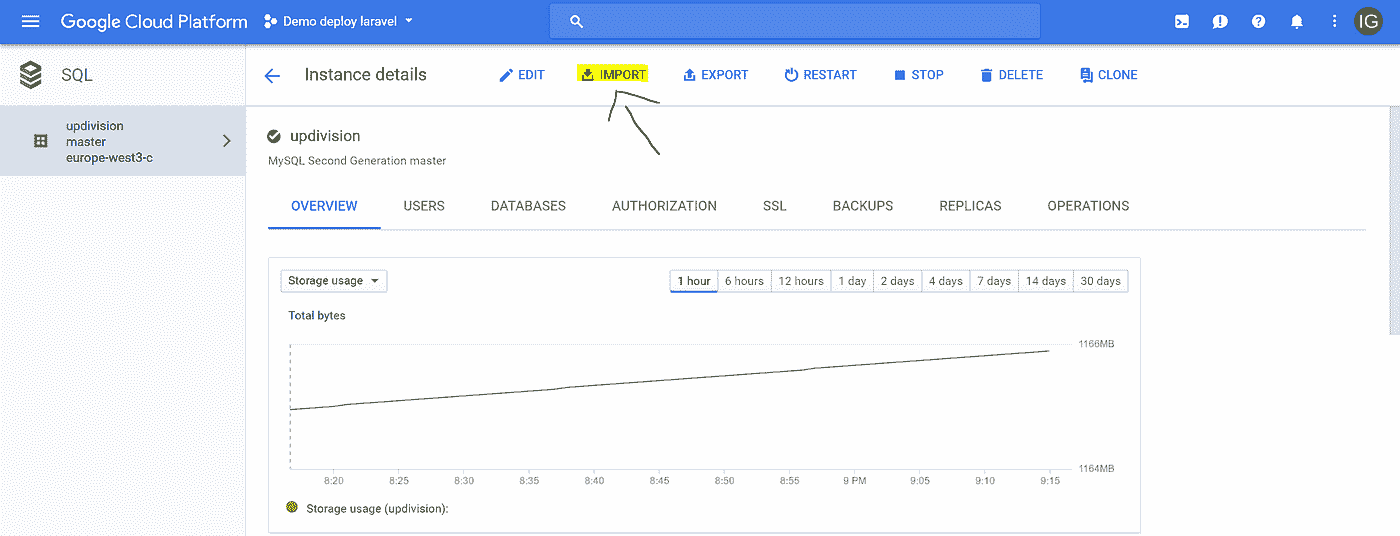 Google Cloud Platform Demo deploy laravel IG
SQL Instance details EDIT IMPORT EXPORT RESTART STOP DELETE CLONE
updivision
master
europe-west3-c
updivision
MySQL Second Generation master
OVERVIEW USERS DATABASES AUTHORIZATION SSL BACKUPS REPLICAS OPERATIONS
Storage usage 1 hour 6 hours 12 hours 1 day 2 days 4 days 7 days 14 days 30 days
Total bytes
1166MB
1164MB
8:20 8:25 8:30 8:35 8:40 8:45 8:50 8:55 9 PM 9:05 9:10 9:15
Storage usage (updivision):